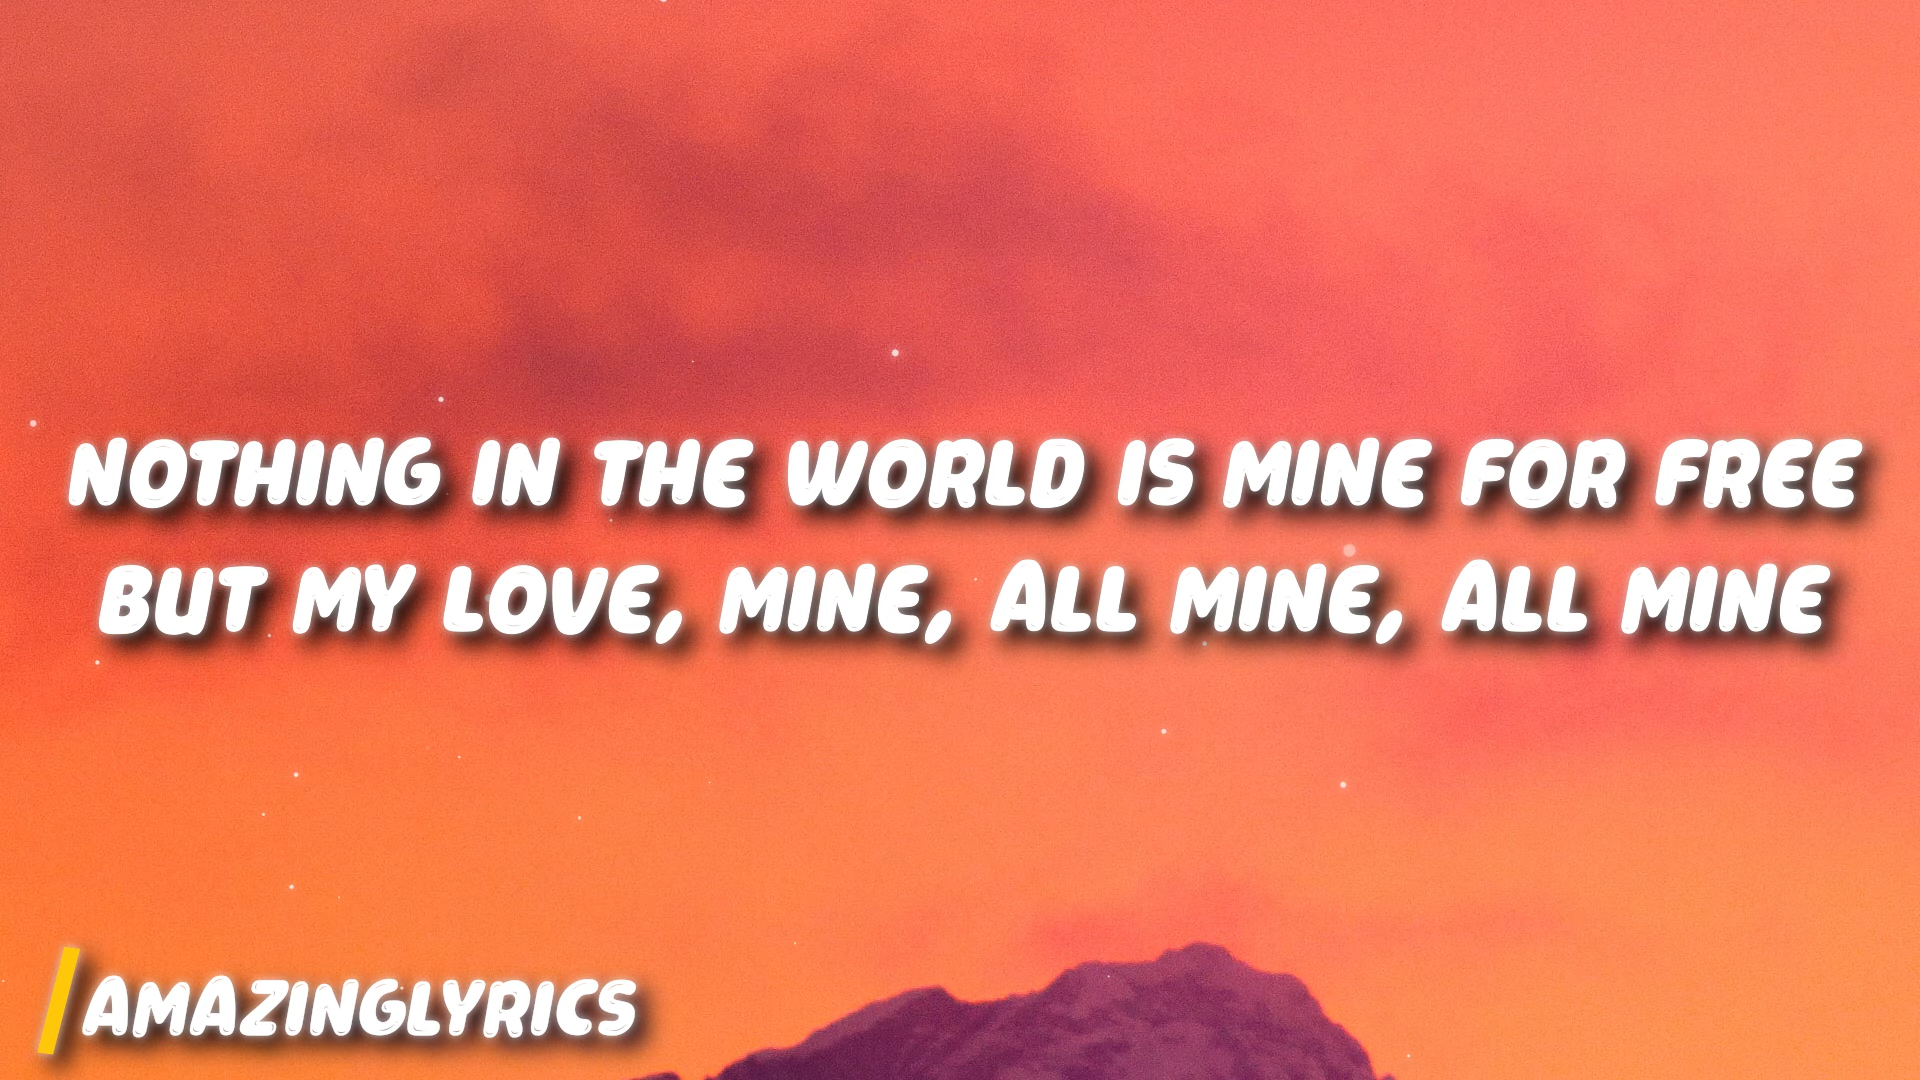 NOTHING IN THE WORLD IS MINE FOR FREE
BUT MY LOVE, MINE, ALL MINE, ALL MINE
AMAZINGLYRICS